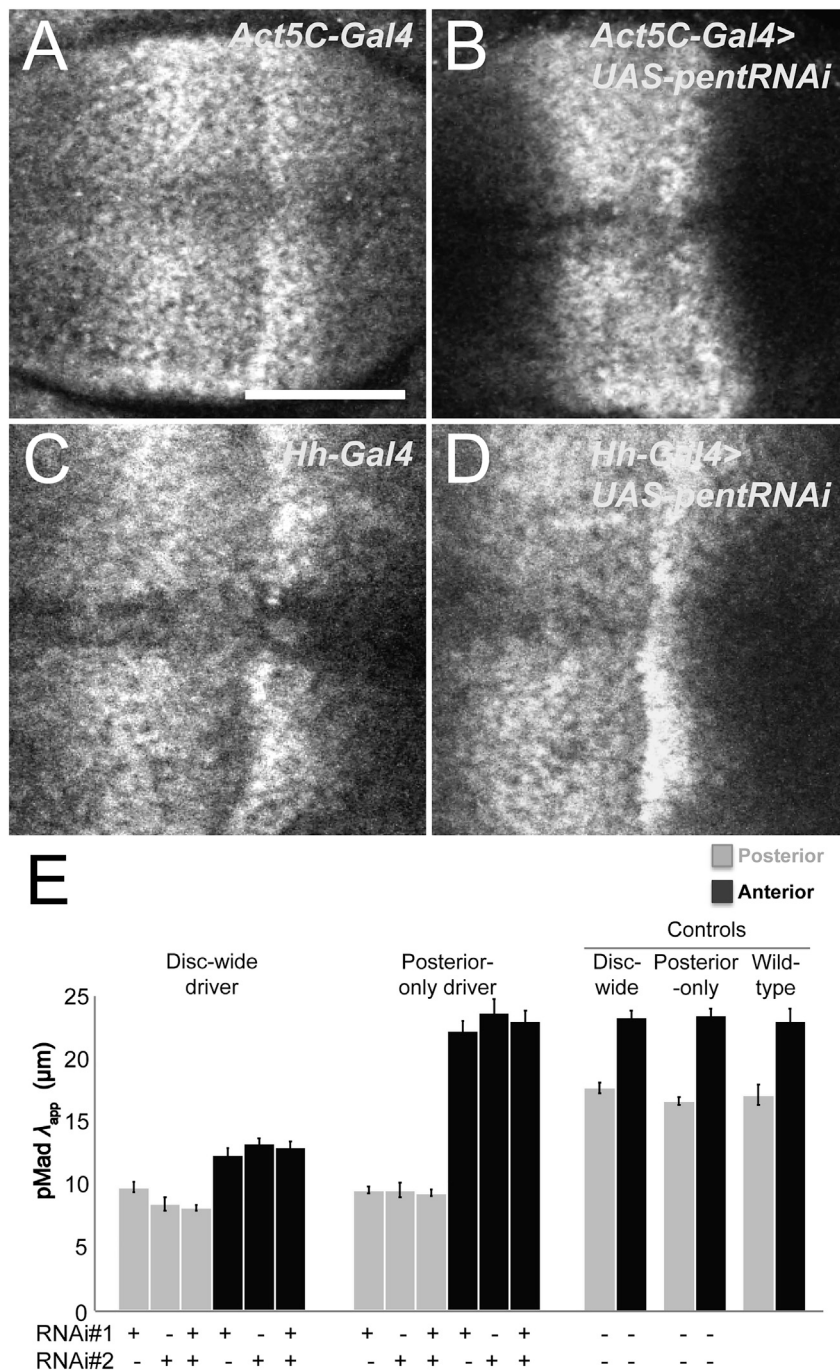 A
Act5C-Gal4
B
Act5C-Gal4>
UAS-pentRNAi
C
Hh-Gal4
D
Hh-Gal4>
UAS-pentRNAi
E
Posterior
Anterior
Controls
Disc-wide
driver
Posterior-
only driver
Disc-
wide
Posterior
-only
Wild-
type
pMad λapp (μm)
25
20
15
10
5
0
RNAi#1 + - + + - + + - + + - + - - - -
RNAi#2 - + + - + + - + + - + + - - - -